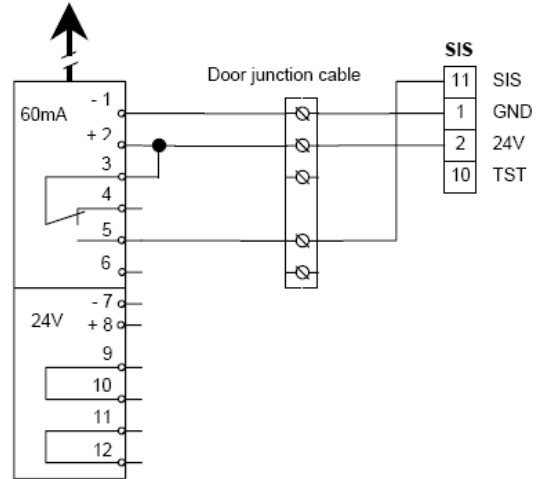 SIS
Door junction cable
11 SIS
1 GND
2 24V
10 TST
60mA
- 1
+ 2
3
4
5
6
24V
- 7
+ 8
9
10
11
12